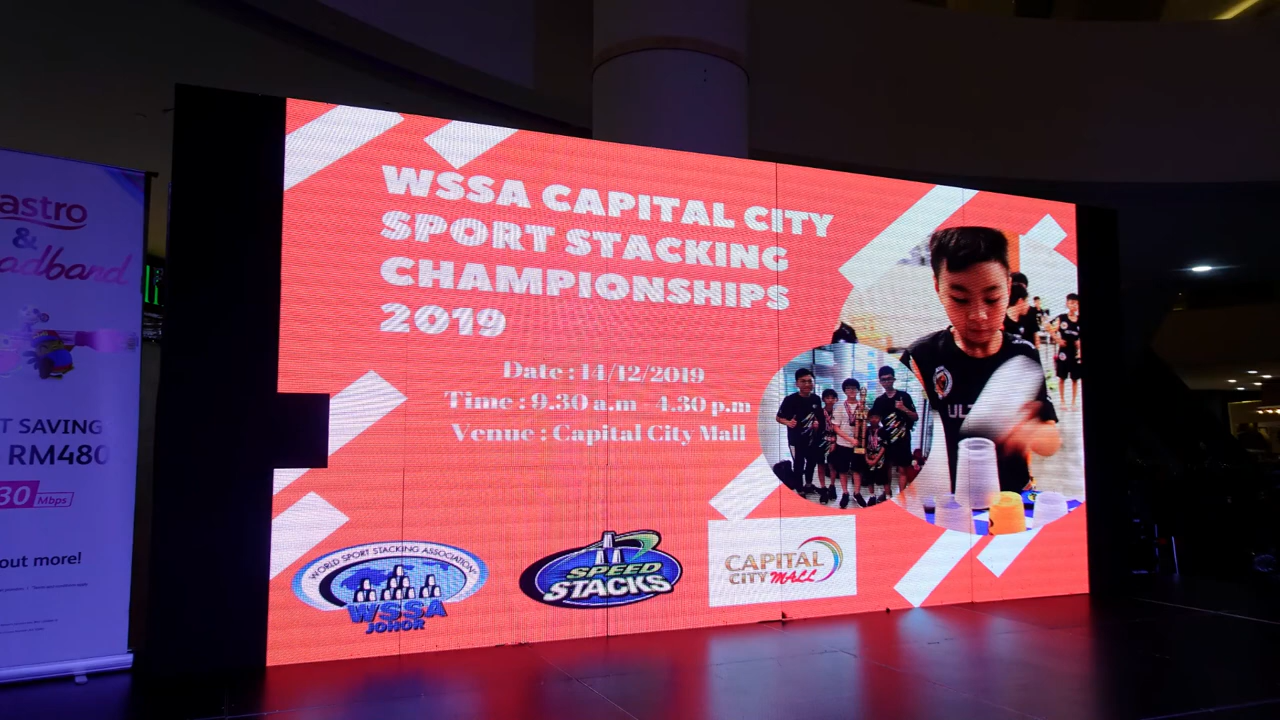 astro
&
adband
T SAVING
RM480
30 Mbps
out more!
WSSA CAPITAL CITY
SPORT STACKING
CHAMPIONSHIPS
2019
Date : 14/12/2019
Time : 9.30 a.m - 4.30 p.m
Venue : Capital City Mall
WORLD SPORT STACKING ASSOCIATION
WSSA
JOHOR
SPEED
STACKS
CAPITAL
CITY MALL
UL